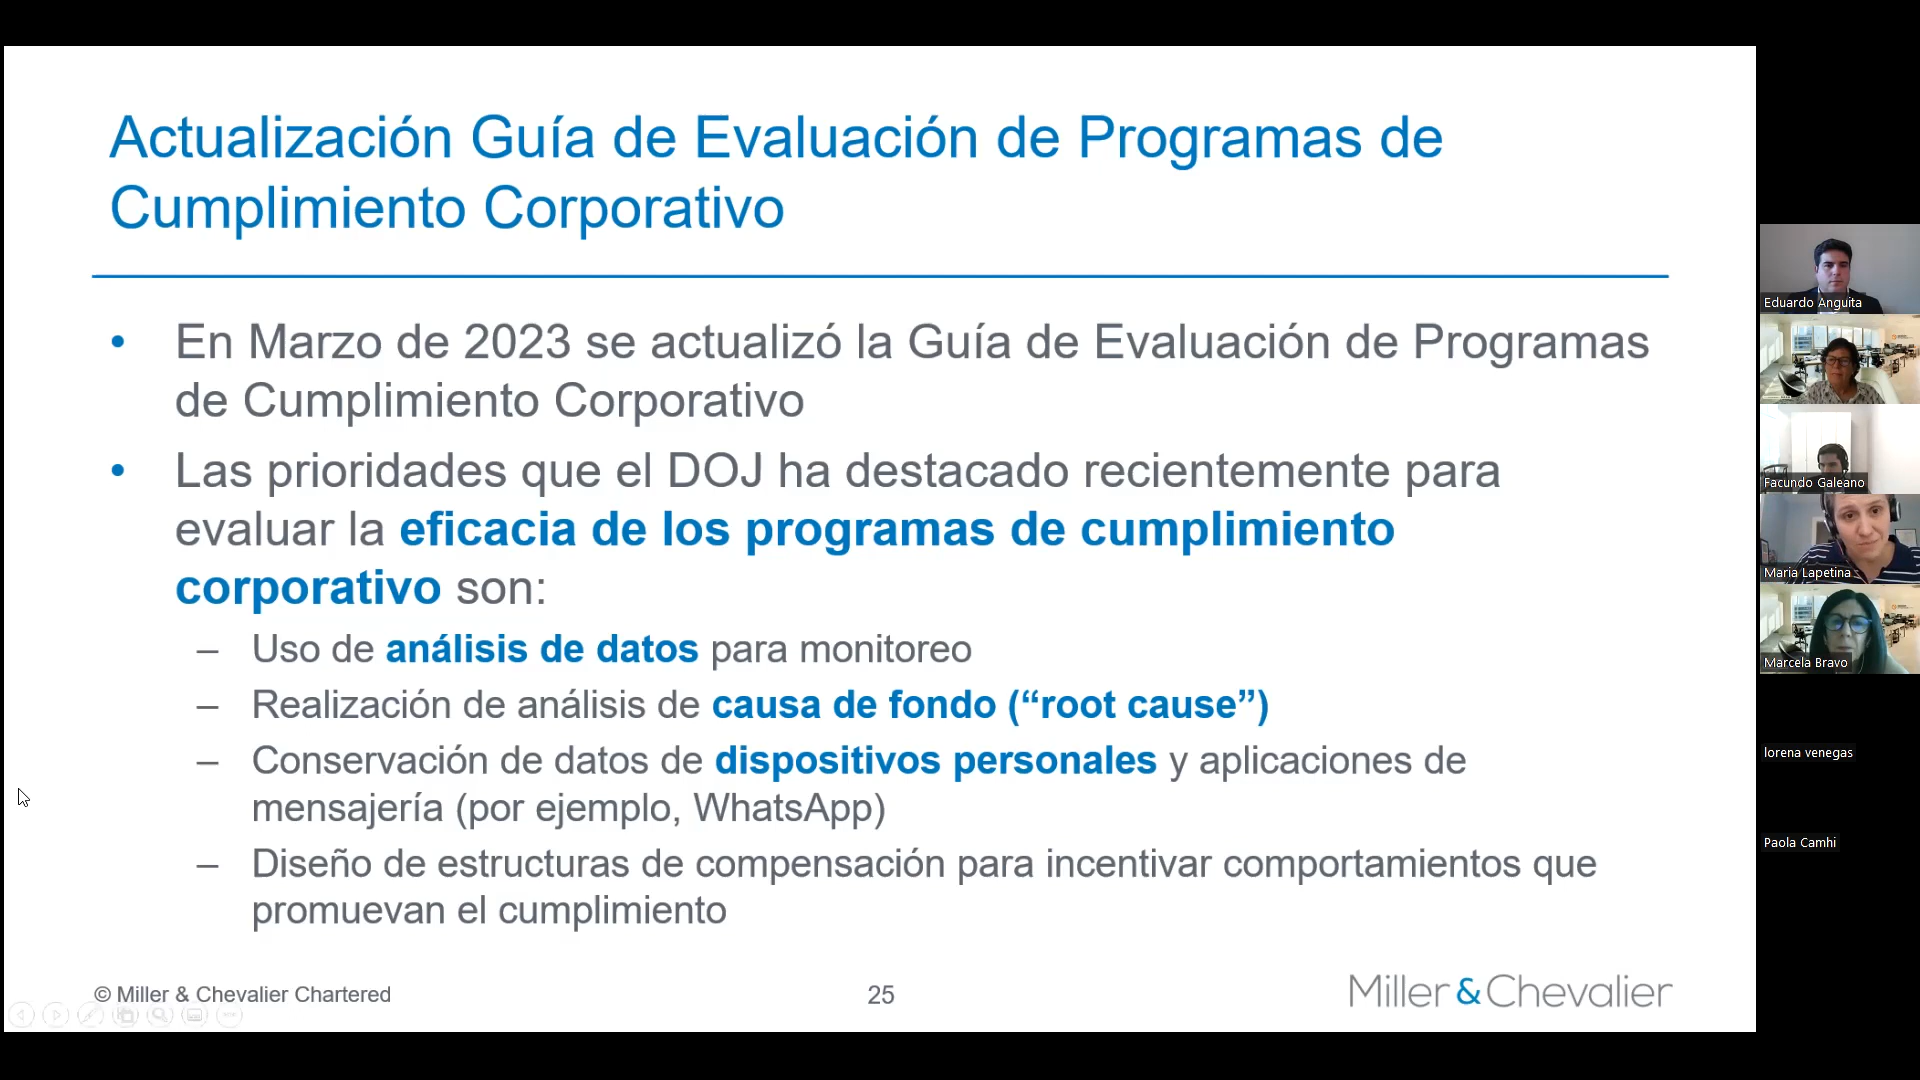 Actualización Guía de Evaluación de Programas de
Cumplimiento Corporativo
• En Marzo de 2023 se actualizó la Guía de Evaluación de Programas
de Cumplimiento Corporativo
• Las prioridades que el DOJ ha destacado recientemente para
evaluar la eficacia de los programas de cumplimiento
corporativo son:
– Uso de análisis de datos para monitoreo
– Realización de análisis de causa de fondo (“root cause”)
– Conservación de datos de dispositivos personales y aplicaciones de
mensajería (por ejemplo, WhatsApp)
– Diseño de estructuras de compensación para incentivar comportamientos que
promuevan el cumplimiento
© Miller & Chevalier Chartered
25
Miller & Chevalier
Eduardo Anguita
Facundo Galeano
Maria Lapetina
Marcela Bravo
lorena venegas
Paola Camhi